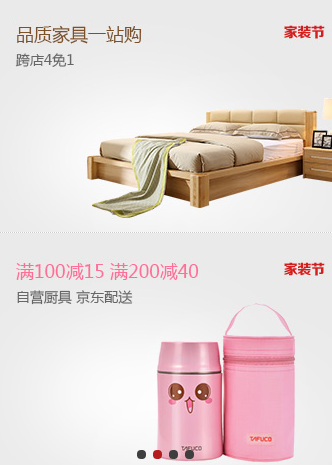 品质家具一站购
家装节
跨店4免1
满100减15 满200减40
家装节
自营厨具 京东配送
TAFUCO
TAFUCO